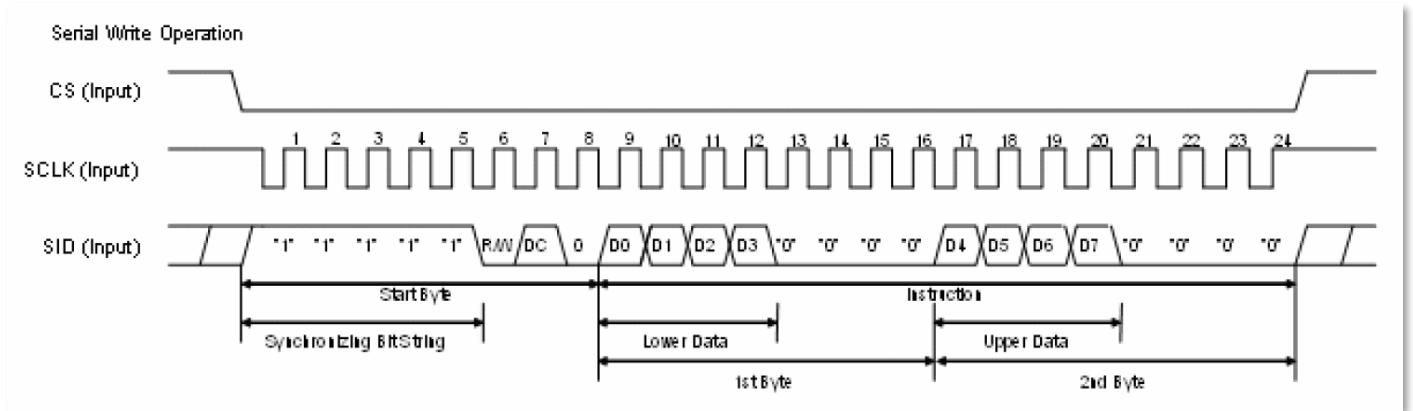 Serial Write Operation
CS (Input)
1 2 3 4 5 6 7 8 9 10 11 12 13 14 15 16 17 18 19 20 21 22 23 24
SCLK (Input)
SID (Input) "1" "1" "1" "1" "1" R/W DC 0 D0 D1 D2 D3 "0" "0" "0" "0" D4 D5 D6 D7 "0" "0" "0" "0"
Start Byte Instruction
Synchronizing Bit String Lower Data Upper Data
1st Byte 2nd Byte